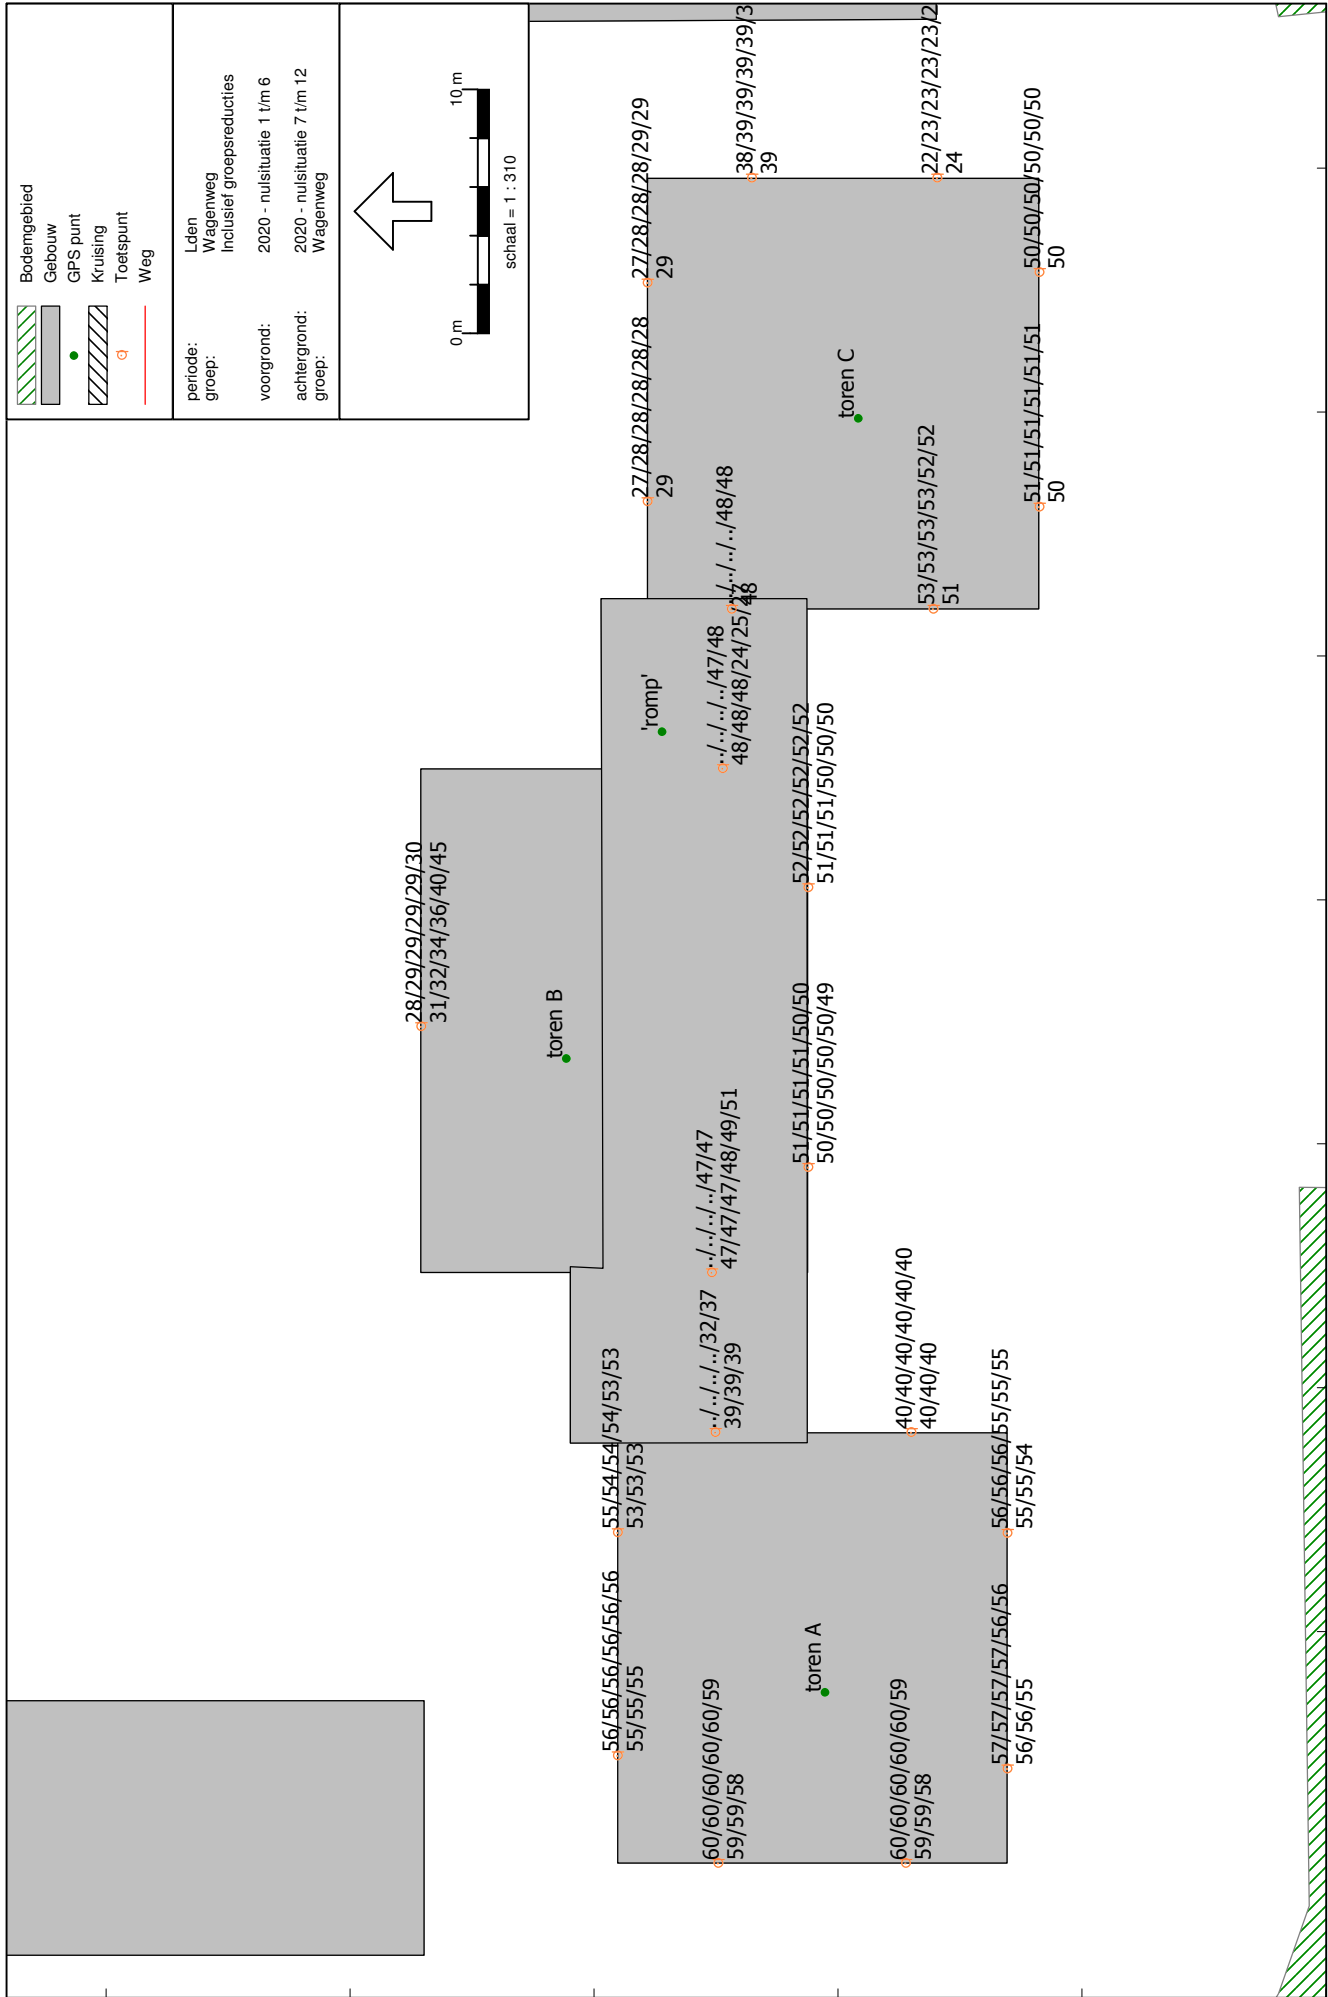 Bodemgebied
Gebouw
GPS punt
Kruising
Toetspunt
Weg
periode: Lden
groep: Wagenweg
Inclusief groepsreducties
voorgrond: 2020 - nulsituatie 1 t/m 6
achtergrond: 2020 - nulsituatie 7 t/m 12
groep: Wagenweg
0 m 10 m
schaal = 1 : 310
28/29/29/29/29/30
31/32/34/36/40/45
toren B
56/56/56/56/56/56
55/55/55
55/54/54/54/53/53
53/53/53
27/28/28/28/28/28
29
27/28/28/28/29/29
29
'romp'
60/60/60/60/60/59
59/59/58
../../../../32/37
39/39/39
../../../../47/47
47/47/47/48/49/51
../../../../47/48
48/48/48/24/25/
../../../../48/48
48
38/39/39/39/39/3
39
toren A
51/51/51/51/50/50
50/50/50/50/50/49
52/52/52/52/52/52
51/51/51/50/50/50
toren C
60/60/60/60/60/59
59/59/58
40/40/40/40/40/40
40/40/40
53/53/53/53/52/52
51
22/23/23/23/23/2
24
57/57/57/57/56/56
56/56/55
56/56/56/55/55/55
55/55/54
51/51/51/51/51/51
50
50/50/50/50/50/50
50